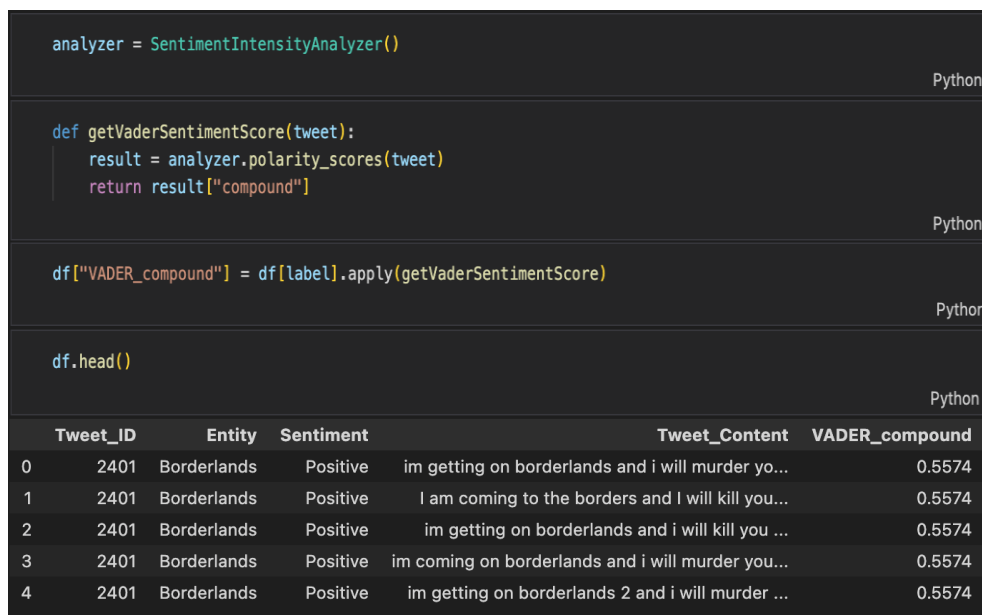 analyzer = SentimentIntensityAnalyzer()
Python
def getVaderSentimentScore(tweet):
    result = analyzer.polarity_scores(tweet)
    return result["compound"]
Python
df["VADER_compound"] = df[label].apply(getVaderSentimentScore)
Python
df.head()
Python
Tweet_ID Entity Sentiment Tweet_Content VADER_compound
0 2401 Borderlands Positive im getting on borderlands and i will murder yo... 0.5574
1 2401 Borderlands Positive I am coming to the borders and I will kill you... 0.5574
2 2401 Borderlands Positive im getting on borderlands and i will kill you ... 0.5574
3 2401 Borderlands Positive im coming on borderlands and i will murder you... 0.5574
4 2401 Borderlands Positive im getting on borderlands 2 and i will murder ... 0.5574